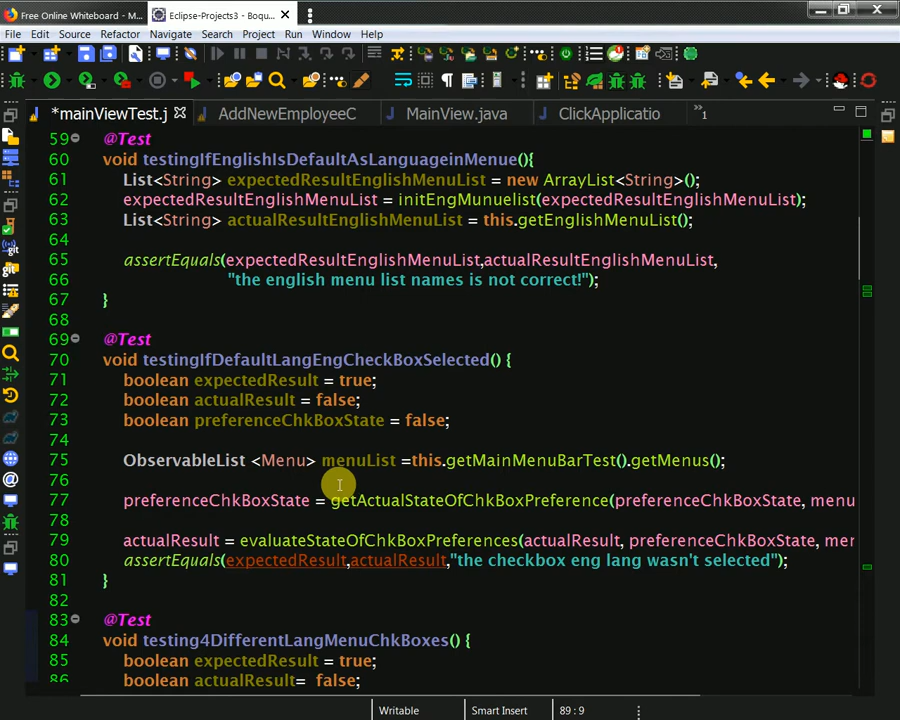 Free Online Whiteboard - M...
Eclipse-Projects3 - Boqu...
File Edit Source Refactor Navigate Search Project Run Window Help
*mainViewTest.j AddNewEmployeeC MainView.java ClickApplicatio »1
59 @Test
60 void testingIfEnglishIsDefaultAsLanguageinMenue(){
61 List<String> expectedResultEnglishMenuList = new ArrayList<String>();
62 expectedResultEnglishMenuList = initEngMunuelist(expectedResultEnglishMenuList);
63 List<String> actualResultEnglishMenuList = this.getEnglishMenuList();
64
65 assertEquals(expectedResultEnglishMenuList,actualResultEnglishMenuList,
66 "the english menu list names is not correct!");
67 }
68
69 @Test
70 void testingIfDefaultLangEngCheckBoxSelected() {
71 boolean expectedResult = true;
72 boolean actualResult = false;
73 boolean preferenceChkBoxState = false;
74
75 ObservableList <Menu> menuList =this.getMainMenuBarTest().getMenus();
76
77 preferenceChkBoxState = getActualStateOfChkBoxPreference(preferenceChkBoxState, menu
78
79 actualResult = evaluateStateOfChkBoxPreferences(actualResult, preferenceChkBoxState, mer
80 assertEquals(expectedResult,actualResult,"the checkbox eng lang wasn't selected");
81 }
82
83 @Test
84 void testing4DifferentLangMenuChkBoxes() {
85 boolean expectedResult = true;
86 boolean actualResult= false;
Writable Smart Insert 89 : 9